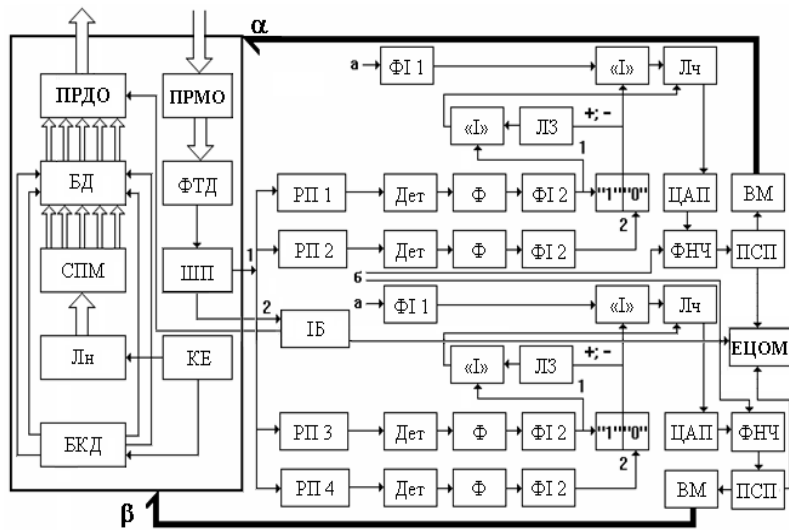 α
а ФІ 1 «І» Лч
ПРДО ПРМО
«І» ЛЗ +; -
1
БД ФТД
РП 1 Дет Ф ФІ 2 "1" "0" ЦАП ВМ
2
1
СПМ ШП РП 2 Дет Ф ФІ 2 ФНЧ ПСП
б
2
а ФІ 1 «І» Лч
ІБ
Лн КЕ «І» ЛЗ +; - ЕЦОМ
1
БКД РП 3 Дет Ф ФІ 2 "1" "0" ЦАП ФНЧ
2
РП 4 Дет Ф ФІ 2 ВМ ПСП
β